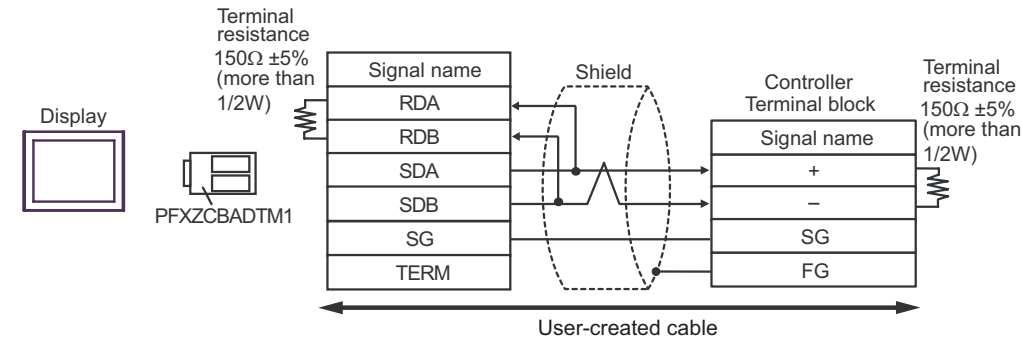 Display
PFXZCBADTM1
Terminal
resistance
150Ω ±5%
(more than
1/2W)
Signal name
RDA
RDB
SDA
SDB
SG
TERM
Shield
Controller
Terminal block
Signal name
+
–
SG
FG
Terminal
resistance
150Ω ±5%
(more than
1/2W)
User-created cable